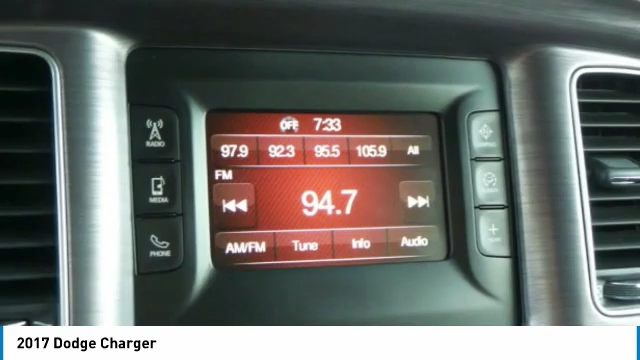 OFF 7:33
97.9 92.3 95.5 105.9 All
FM
94.7
AM/FM Tune Info Audio
RADIO
MEDIA
PHONE
2017 Dodge Charger